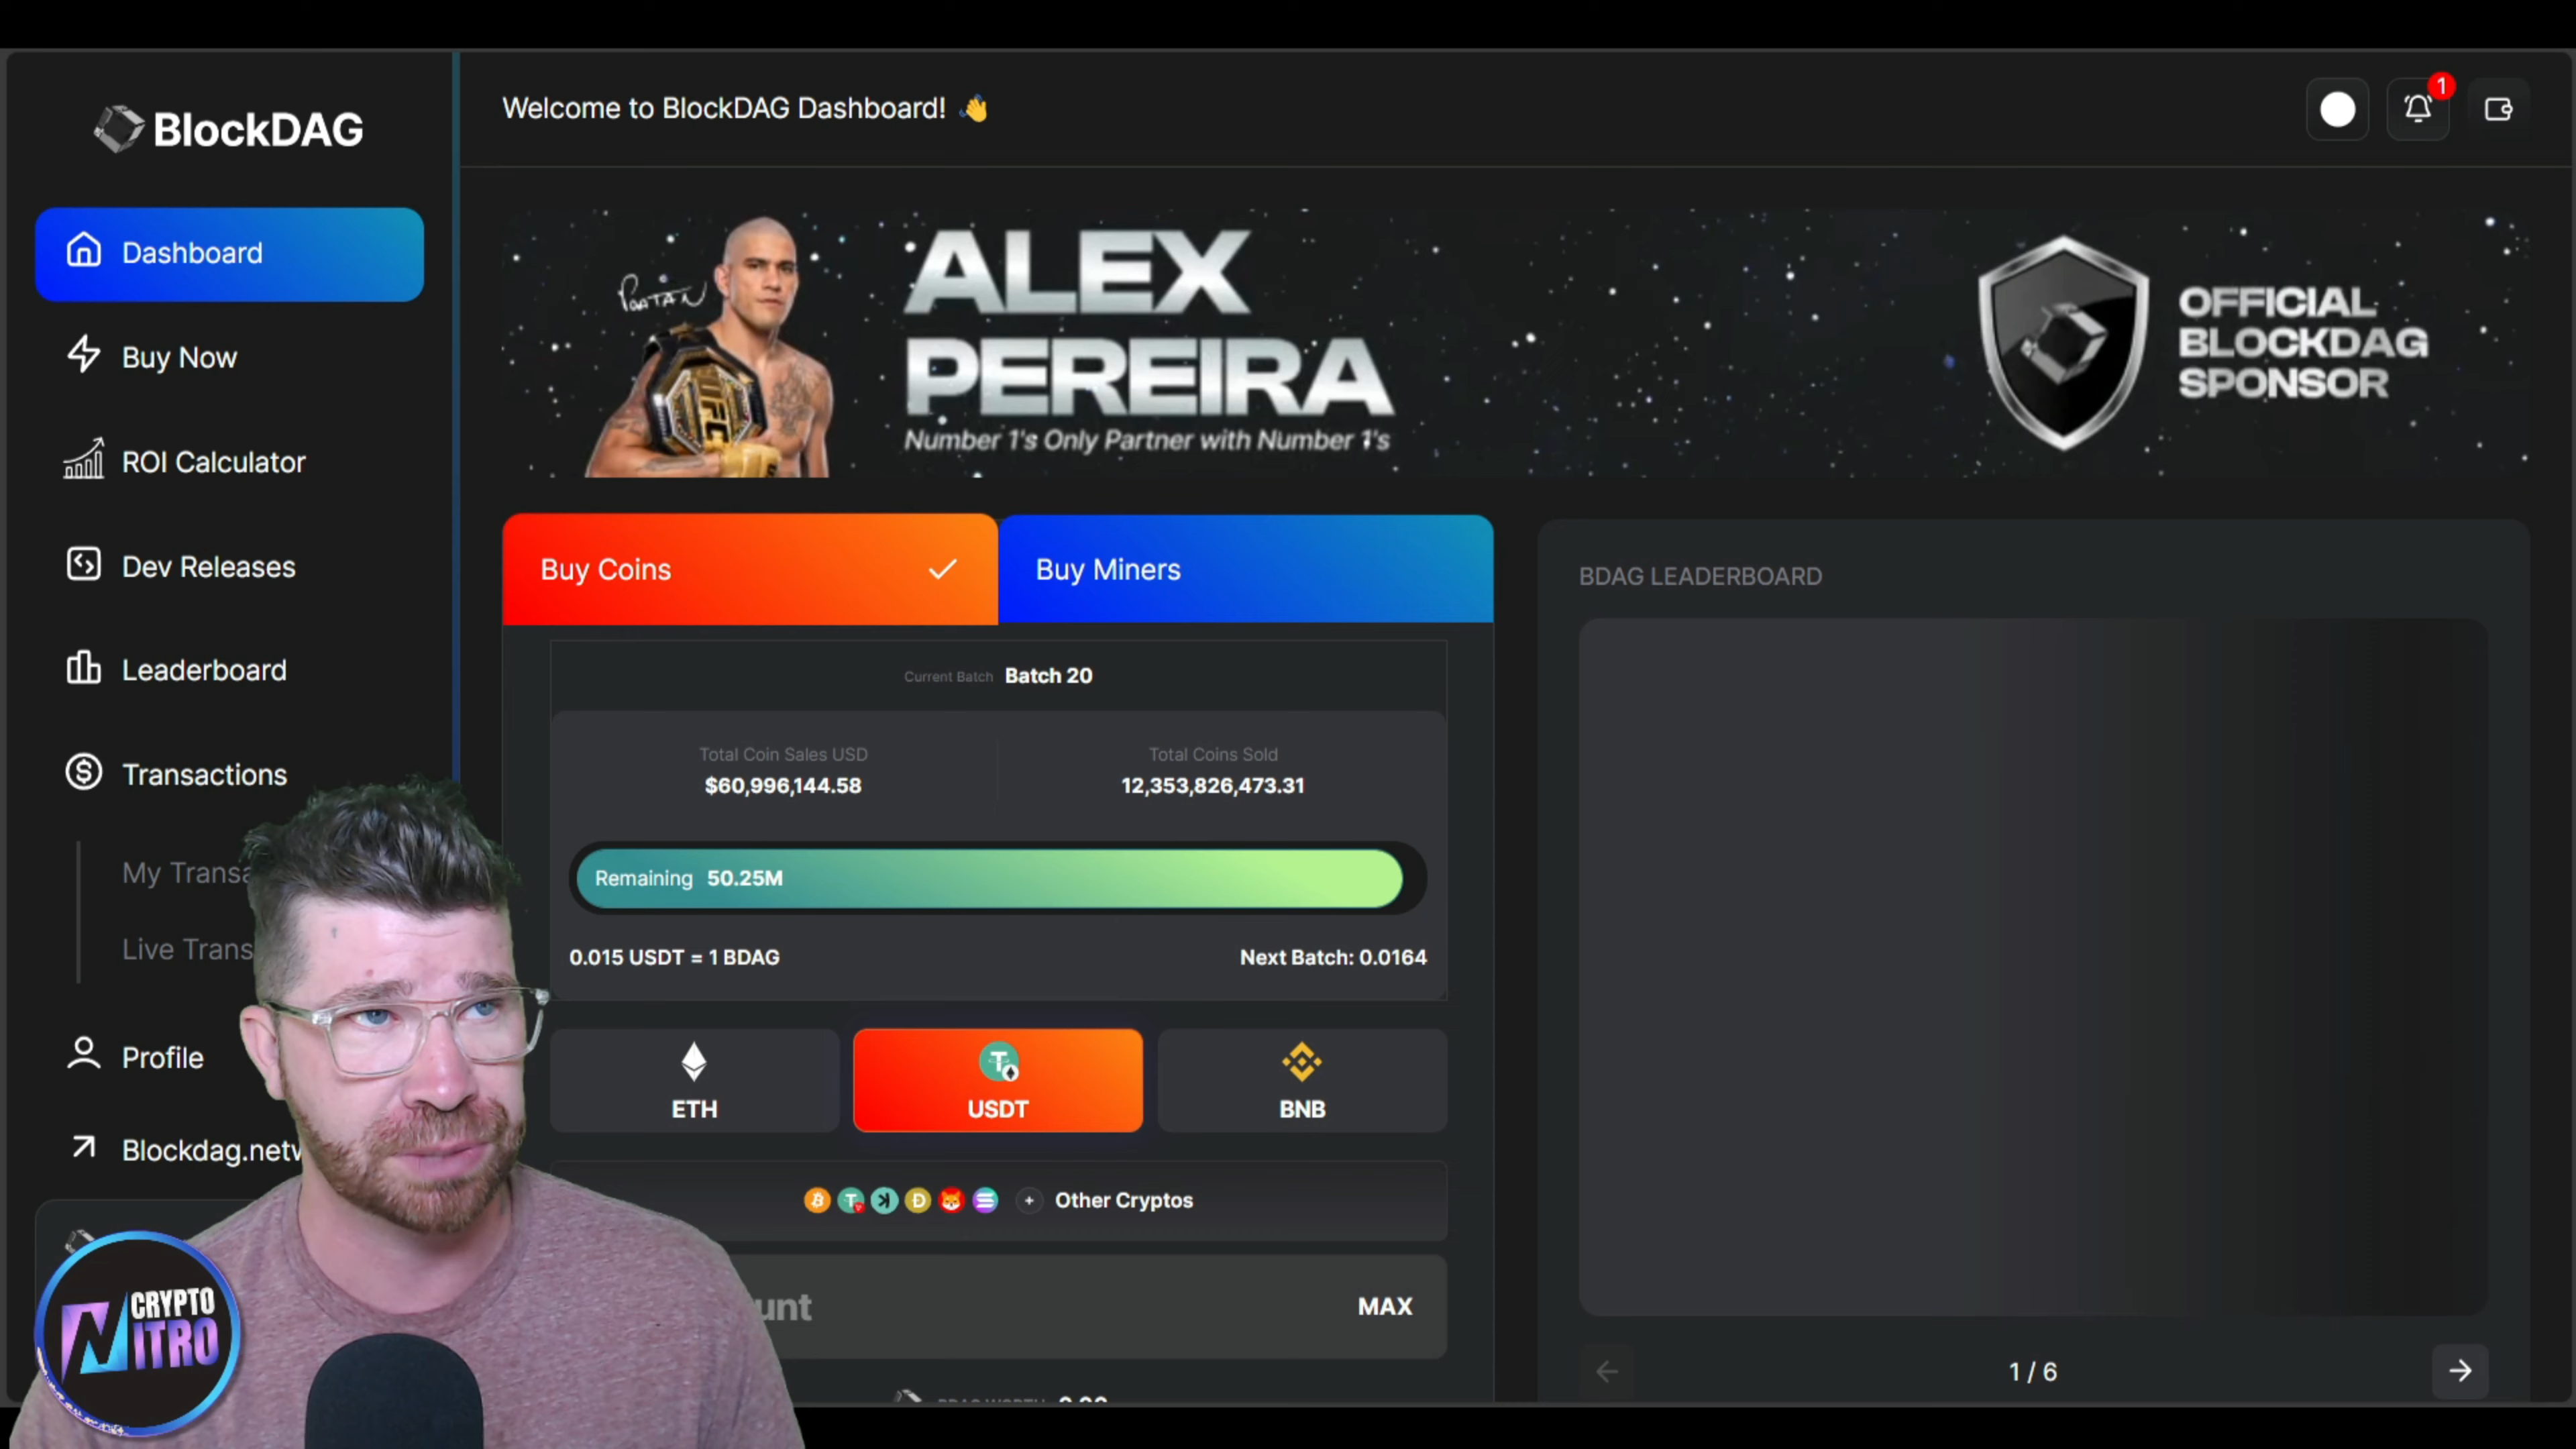 BlockDAG
Welcome to BlockDAG Dashboard! 👋
1
Dashboard
Buy Now
ROI Calculator
Dev Releases
Leaderboard
Transactions
My Transa
Live Trans
Profile
Blockdag.netw
POATAN
UFC
ALEX
PEREIRA
Number 1's Only Partner with Number 1's
OFFICIAL
BLOCKDAG
SPONSOR
Buy Coins
Buy Miners
Current Batch Batch 20
Total Coin Sales USD
$60,996,144.58
Total Coins Sold
12,353,826,473.31
Remaining 50.25M
0.015 USDT = 1 BDAG
Next Batch: 0.0164
ETH
USDT
BNB
+ Other Cryptos
unt
MAX
BDAG LEADERBOARD
1 / 6
CRYPTO
NITRO